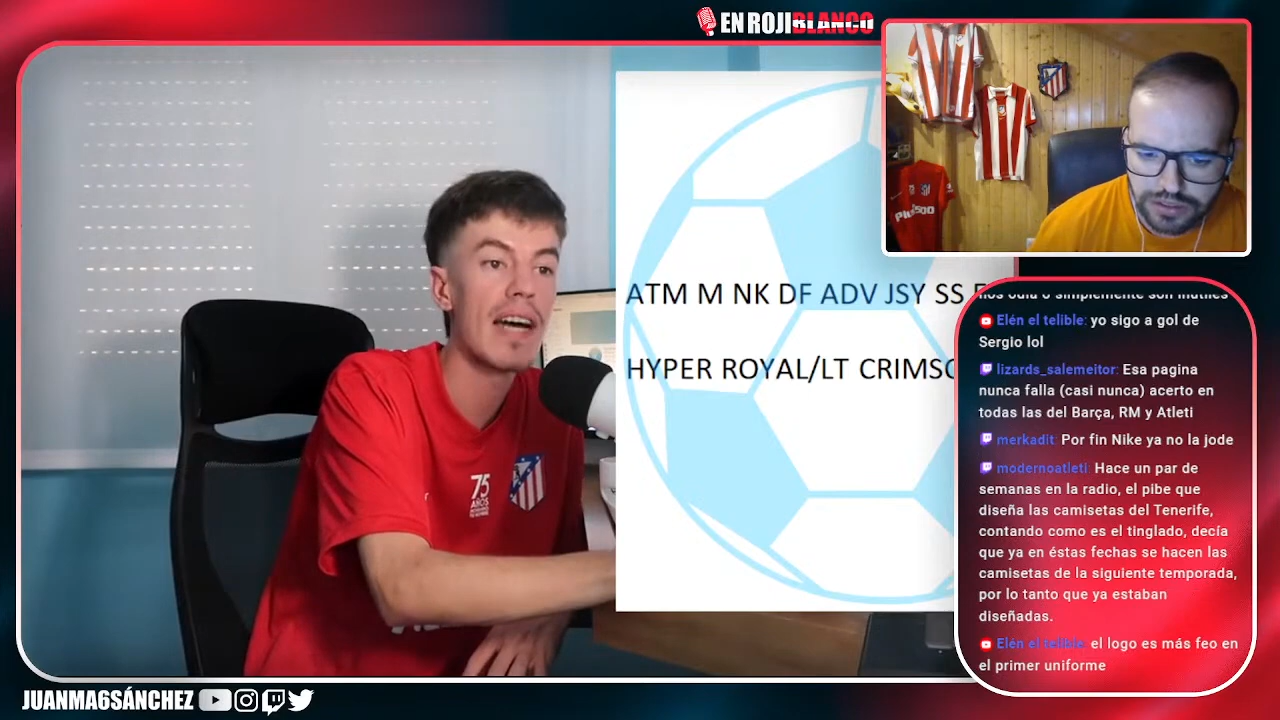 EN ROJIBLANCO
ATM M NK DF ADV JSY SS
HYPER ROYAL/LT CRIMSO
75
AÑOS
nos odia o simplemente son inútiles
Elén el telible: yo sigo a gol de
Sergio lol
lizards_salemeitor: Esa pagina
nunca falla (casi nunca) acerto en
todas las del Barça, RM y Atleti
merkadit: Por fin Nike ya no la jode
modernoatleti: Hace un par de
semanas en la radio, el pibe que
diseña las camisetas del Tenerife,
contando como es el tinglado, decía
que ya en éstas fechas se hacen las
camisetas de la siguiente temporada,
por lo tanto que ya estaban
diseñadas.
Elén el telible: el logo es más feo en
el primer uniforme
JUANMA6SÁNCHEZ